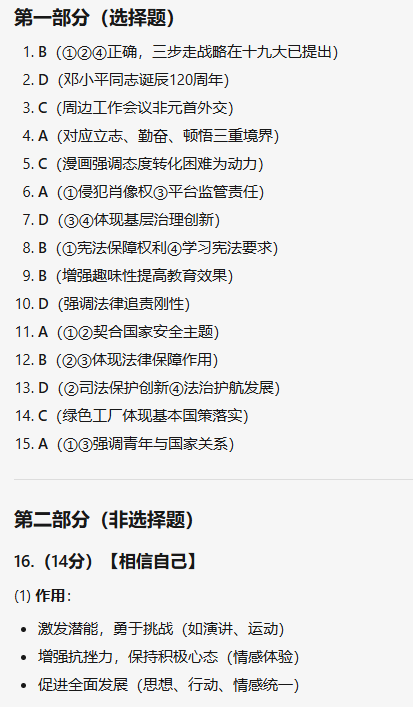 第一部分（选择题）
1. B（①②④正确，三步走战略在十九大已提出）
2. D（邓小平同志诞辰120周年）
3. C（周边工作会议非元首外交）
4. A（对应立志、勤奋、顿悟三重境界）
5. C（漫画强调态度转化困难为动力）
6. A（①侵犯肖像权③平台监管责任）
7. D（③④体现基层治理创新）
8. B（①宪法保障权利④学习宪法要求）
9. B（增强趣味性提高教育效果）
10. D（强调法律追责刚性）
11. A（①②契合国家安全主题）
12. B（②③体现法律保障作用）
13. D（②司法保护创新④法治护航发展）
14. C（绿色工厂体现基本国策落实）
15. A（①③强调青年与国家关系）
第二部分（非选择题）
16.（14分）【相信自己】
(1) 作用：
• 激发潜能，勇于挑战（如演讲、运动）
• 增强抗挫力，保持积极心态（情感体验）
• 促进全面发展（思想、行动、情感统一）